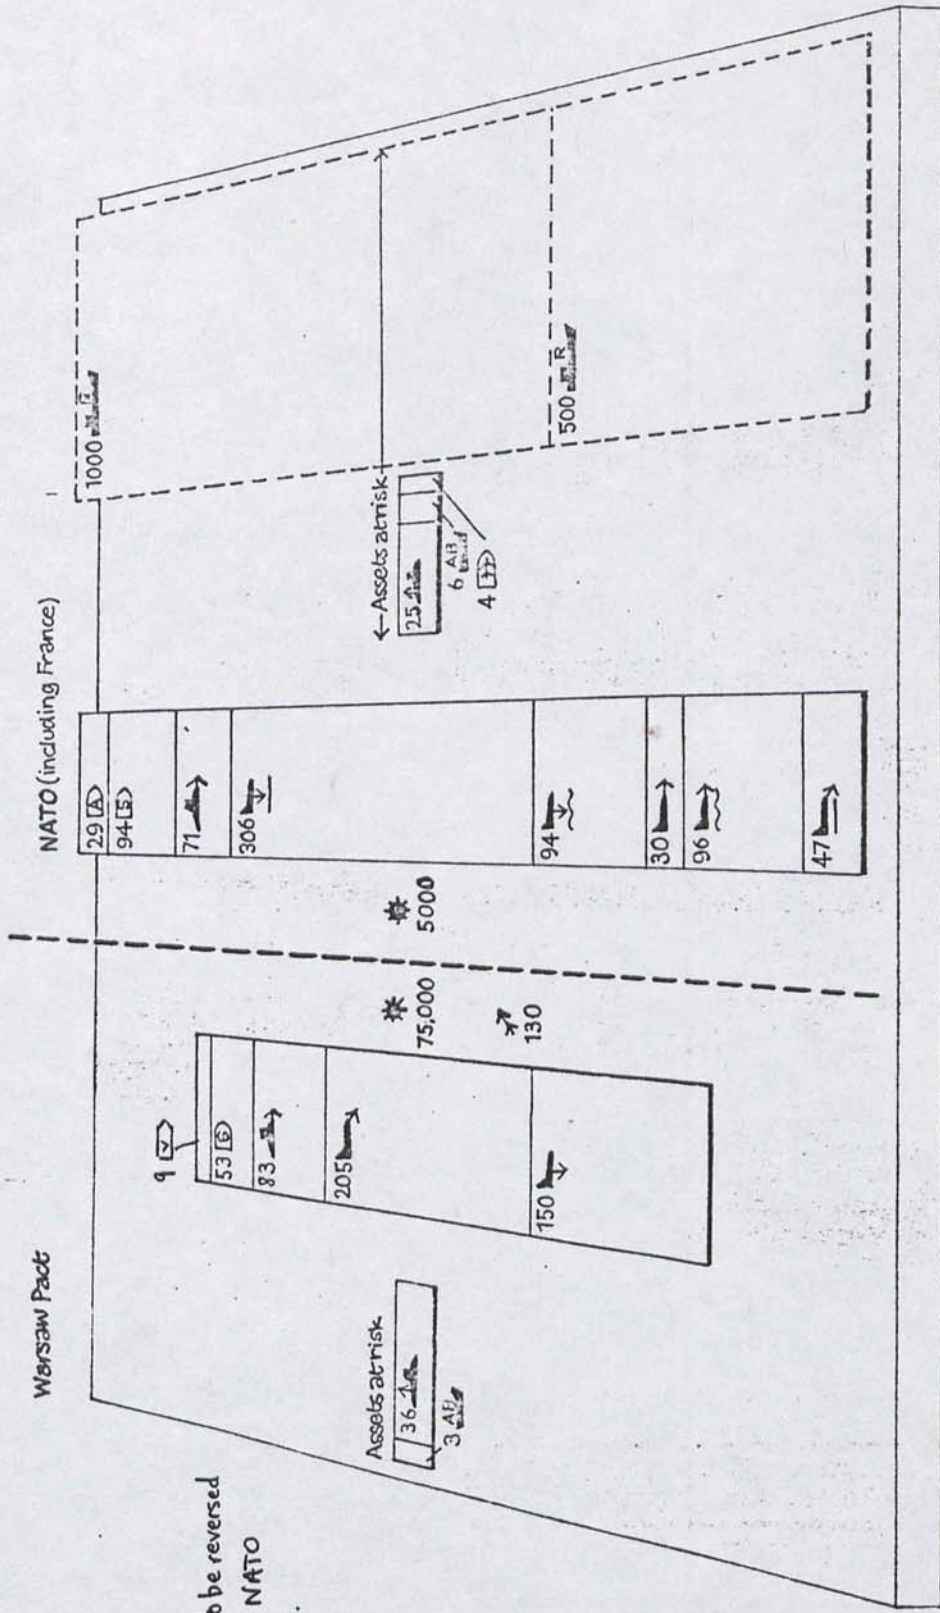 Warsaw Pact
NATO (including France)
o be reversed
NATO
Assets at risk
36
3 AB
9 V
53 G
83
205
150
75,000
130
5000
29 A
94 S
71
306
94
30
96
47
← Assets at risk
25
6 AB
4
1000
500 R